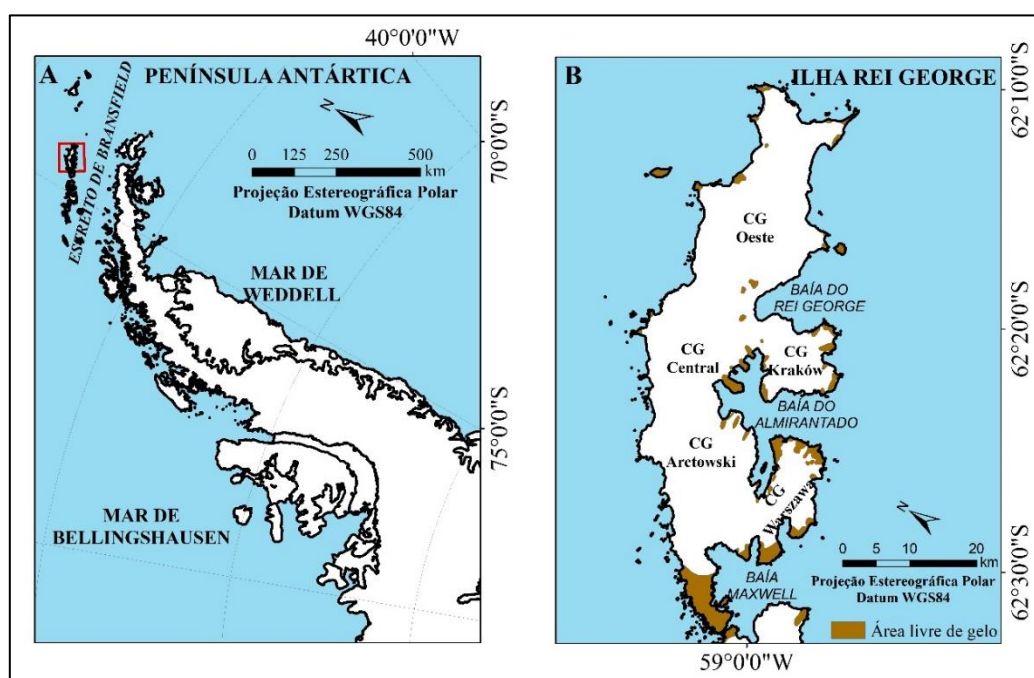 40°0'0"W
A
PENÍNSULA ANTÁRTICA
N
ESTREITO DE BRANSFIELD
0 125 250 500
km
Projeção Estereográfica Polar
Datum WGS84
70°0'0"S
MAR DE
WEDDELL
75°0'0"S
MAR DE
BELLINGSHAUSEN
B
ILHA REI GEORGE
62°10'0"S
CG
Oeste
BAÍA DO
REI GEORGE
62°20'0"S
CG
Central
CG
Kraków
BAÍA DO
ALMIRANTADO
CG
Arctowski
CG
Warszawa
N
0 5 10 20
km
Projeção Estereográfica Polar
Datum WGS84
BAÍA
MAXWELL
62°30'0"S
Área livre de gelo
59°0'0"W